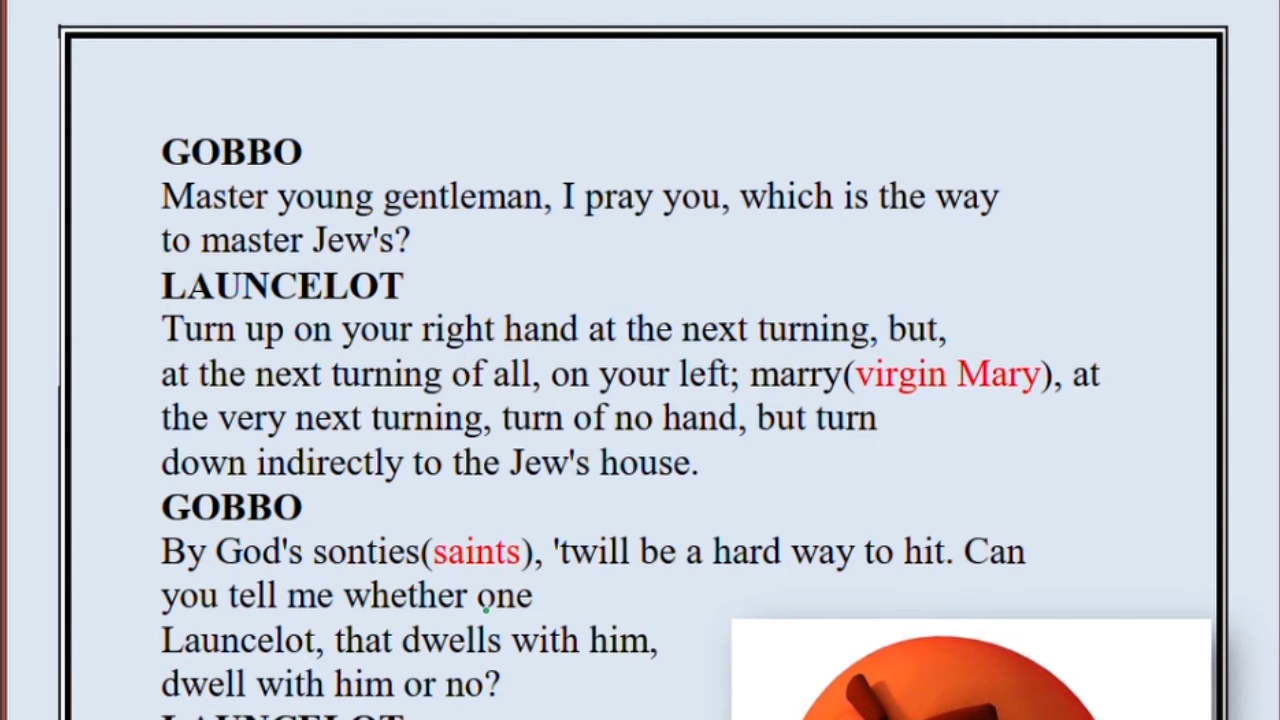 GOBBO
Master young gentleman, I pray you, which is the way
to master Jew's?
LAUNCELOT
Turn up on your right hand at the next turning, but,
at the next turning of all, on your left; marry(virgin Mary), at
the very next turning, turn of no hand, but turn
down indirectly to the Jew's house.
GOBBO
By God's sonties(saints), 'twill be a hard way to hit. Can
you tell me whether one
Launcelot, that dwells with him,
dwell with him or no?
LAUNCELOT